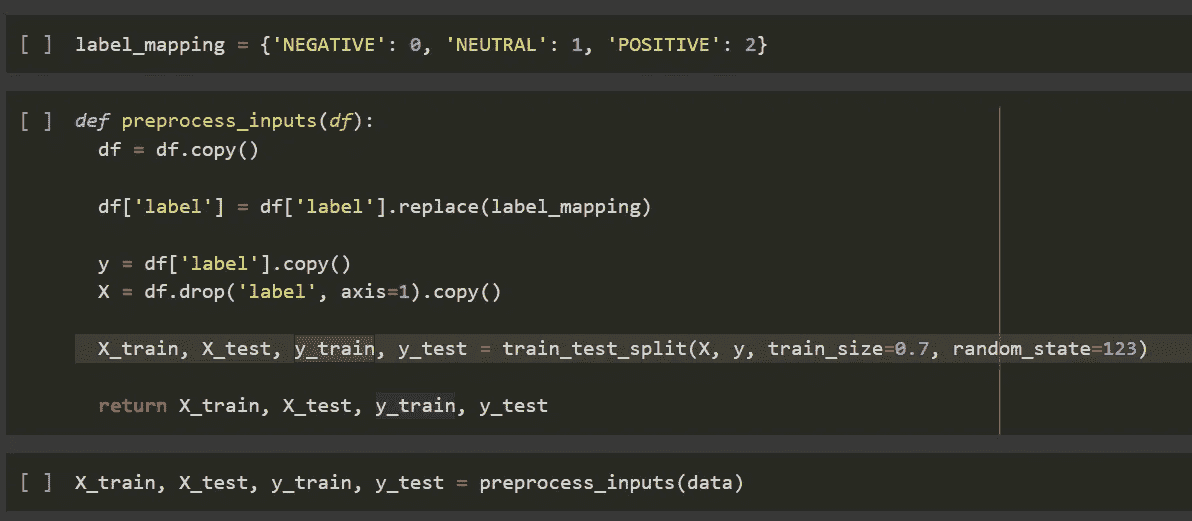 [ ] label_mapping = {'NEGATIVE': 0, 'NEUTRAL': 1, 'POSITIVE': 2}
[ ] def preprocess_inputs(df):
df = df.copy()
df['label'] = df['label'].replace(label_mapping)
y = df['label'].copy()
X = df.drop('label', axis=1).copy()
X_train, X_test, y_train, y_test = train_test_split(X, y, train_size=0.7, random_state=123)
return X_train, X_test, y_train, y_test
[ ] X_train, X_test, y_train, y_test = preprocess_inputs(data)